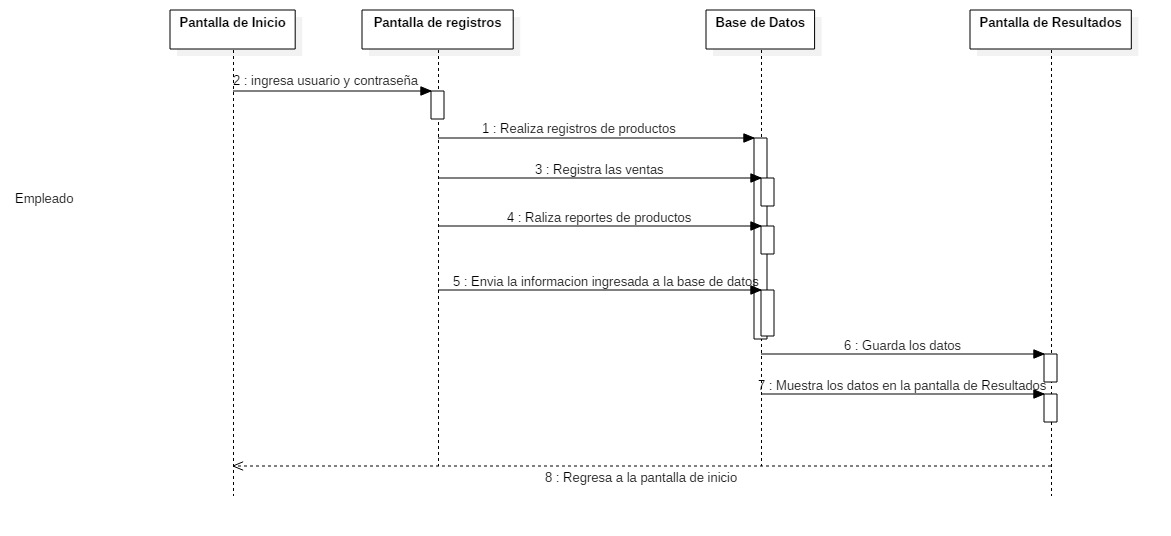 Pantalla de Inicio
Pantalla de registros
Base de Datos
Pantalla de Resultados
2 : ingresa usuario y contraseña
1 : Realiza registros de productos
3 : Registra las ventas
Empleado
4 : Raliza reportes de productos
5 : Envia la informacion ingresada a la base de datos
6 : Guarda los datos
7 : Muestra los datos en la pantalla de Resultados
8 : Regresa a la pantalla de inicio